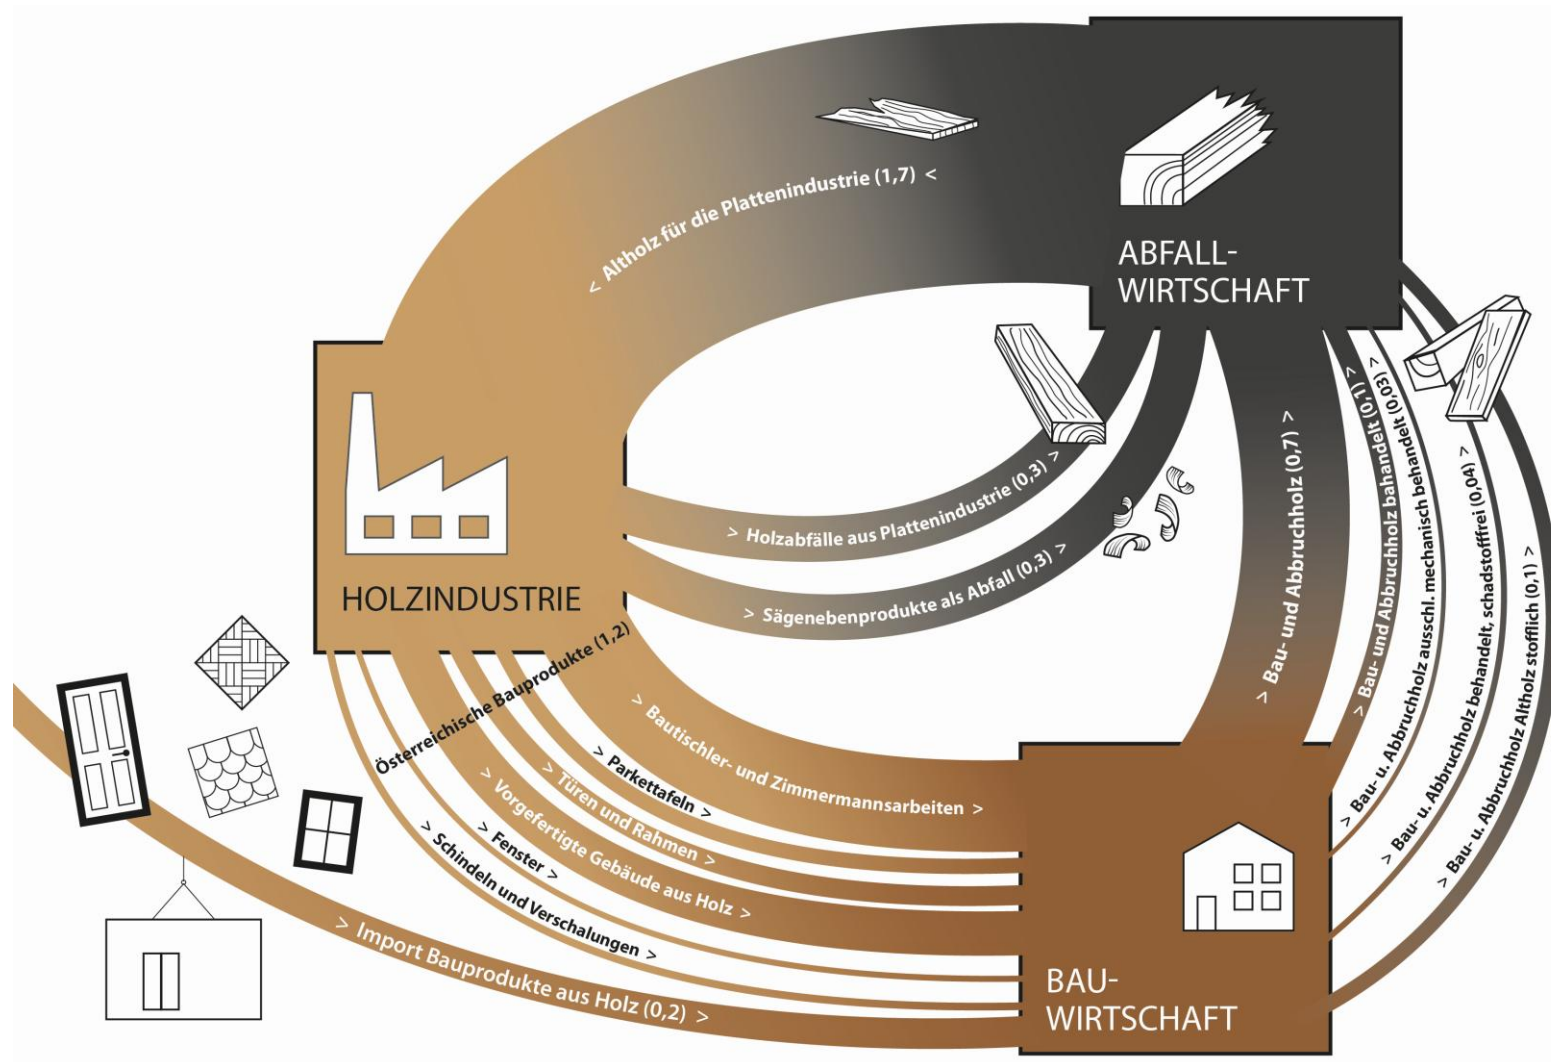 ABFALL-
WIRTSCHAFT
< Altholz für die Plattenindustrie (1,7) <
HOLZINDUSTRIE
> Holzabfälle aus Plattenindustrie (0,3) >
> Sägenebenprodukte als Abfall (0,3) >
Österreichische Bauprodukte (1,2)
> Bautischler- und Zimmermannsarbeiten >
> Parkettafeln >
> Türen und Rahmen >
> Vorgefertigte Gebäude aus Holz >
> Fenster >
> Schindeln und Verschalungen >
> Import Bauprodukte aus Holz (0,2) >
> Bau- und Abbruchholz (0,7) >
> Bau- und Abbruchholz bahandelt (0,1) >
> Bau- u. Abbruchholz ausschl. mechanisch behandelt (0,03) >
> Bau- u. Abbruchholz behandelt, schadstofffrei (0,04) >
> Bau- u. Abbruchholz Altholz stofflich (0,1) >
BAU-
WIRTSCHAFT